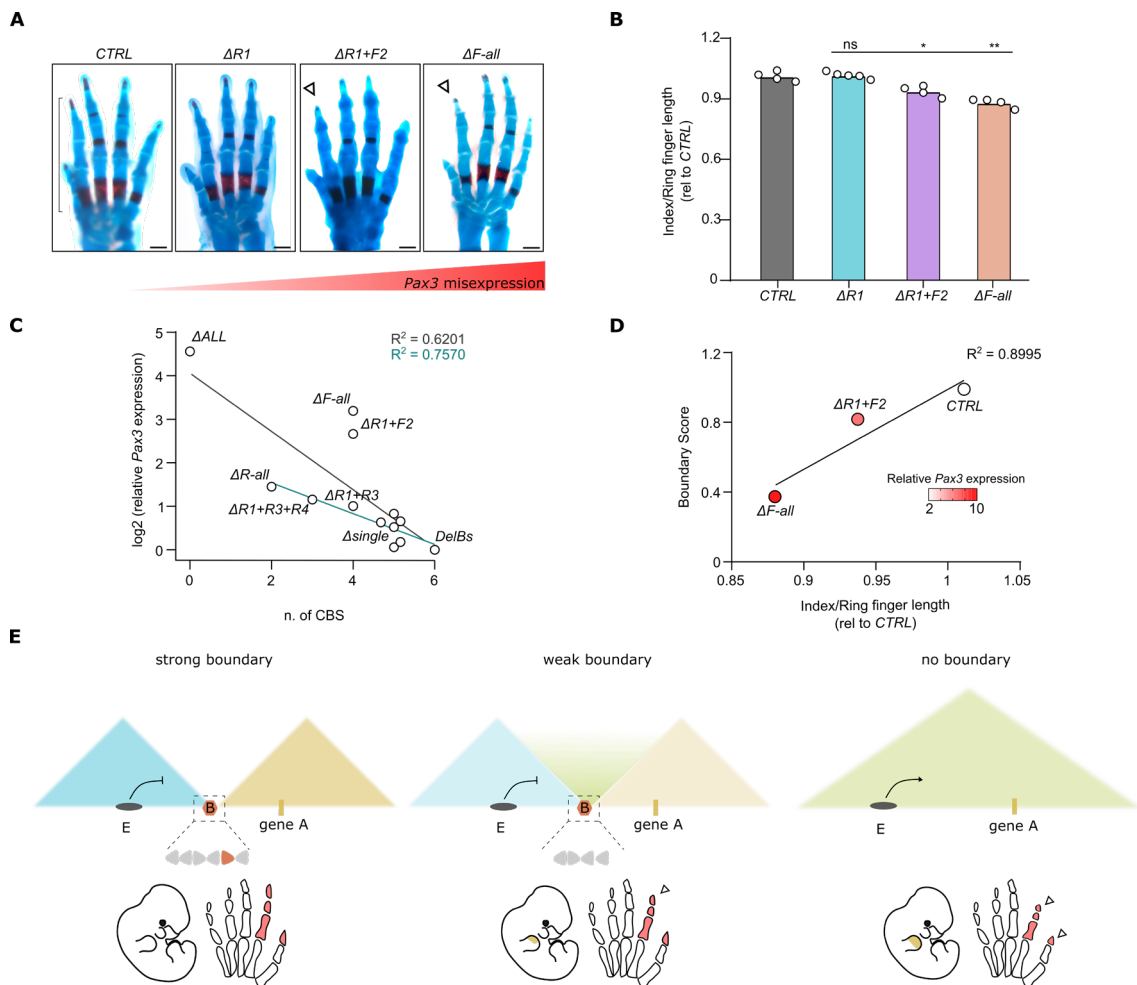 A
CTRL
ΔR1
ΔR1+F2
ΔF-all
Pax3 misexpression
B
Index/Ring finger length
(rel to CTRL)
1.2
0.9
0.6
0.3
0
ns
*
**
CTRL
ΔR1
ΔR1+F2
ΔF-all
C
log2 (relative Pax3 expression)
5
4
3
2
1
0
R² = 0.6201
R² = 0.7570
ΔALL
ΔF-all
ΔR1+F2
ΔR-all
ΔR1+R3
ΔR1+R3+R4
Δsingle
DelBs
0
2
4
6
n. of CBS
D
Boundary Score
1.2
0.8
0.4
0
R² = 0.8995
ΔR1+F2
CTRL
ΔF-all
Relative Pax3 expression
2
10
0.85
0.9
0.95
1
1.05
Index/Ring finger length
(rel to CTRL)
E
strong boundary
weak boundary
no boundary
B
E
gene A
B
E
gene A
E
gene A